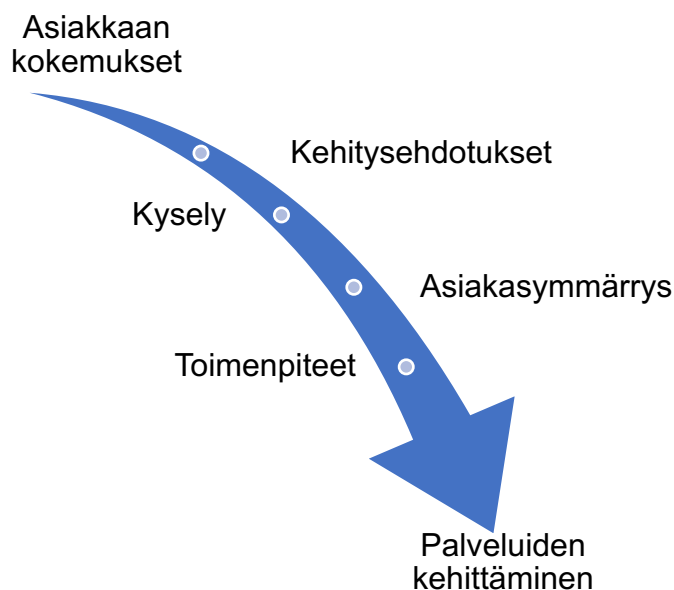 Asiakkaan
kokemukset
Kehitysehdotukset
Kysely
Asiakasymmärrys
Toimenpiteet
Palveluiden
kehittäminen